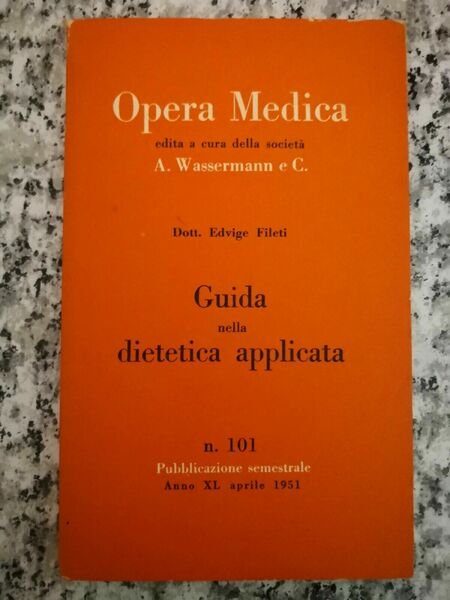 Opera Medica
edita a cura della società
A. Wassermann e C.
Dott. Edvige Fileti
Guida
nella
dietetica applicata
n. 101
Pubblicazione semestrale
Anno XL aprile 1951